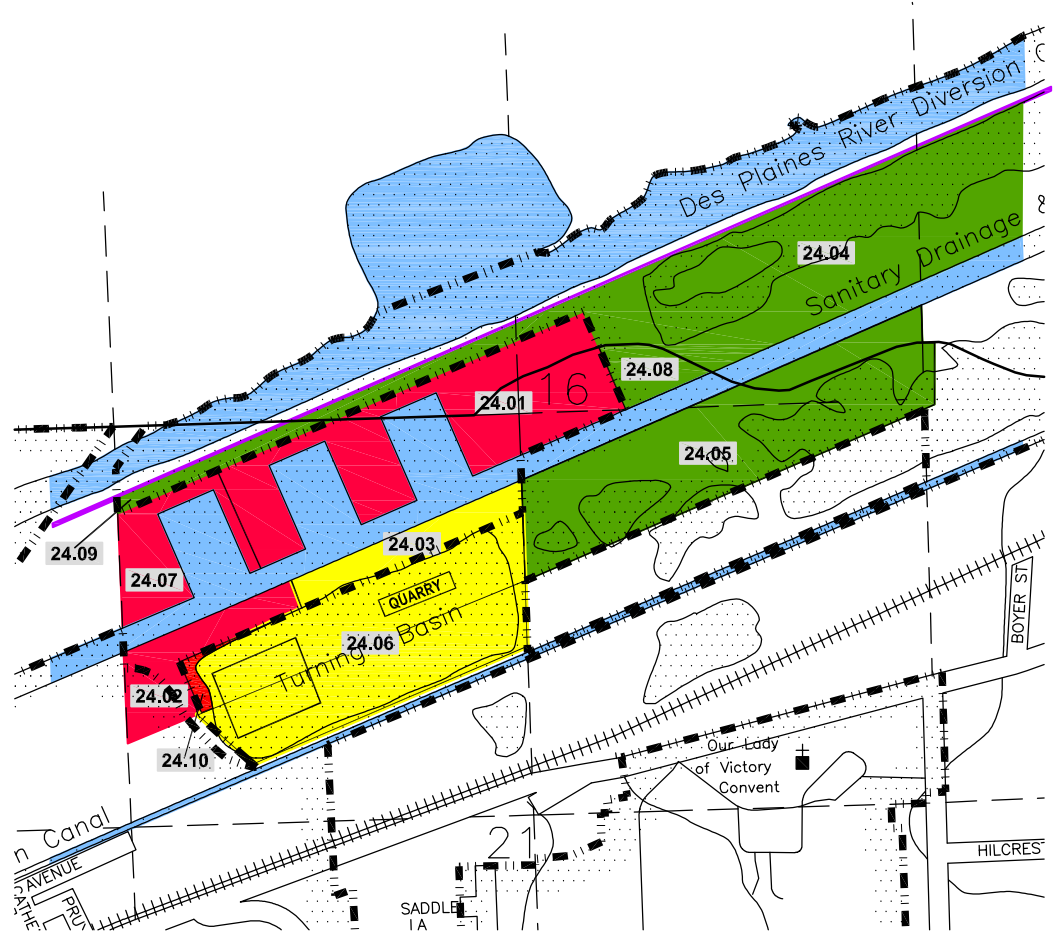 Des Plaines River Diversion C
24.04
Sanitary Drainage &
24.08
24.01
16
24.05
24.03
24.09
24.07
QUARRY
24.06
Turning Basin
BOYER ST
24.02
24.10
Our Lady
of Victory
Convent
n Canal
21
HILCREST
AVENUE
CATHE
PRU
SADDLE
LA